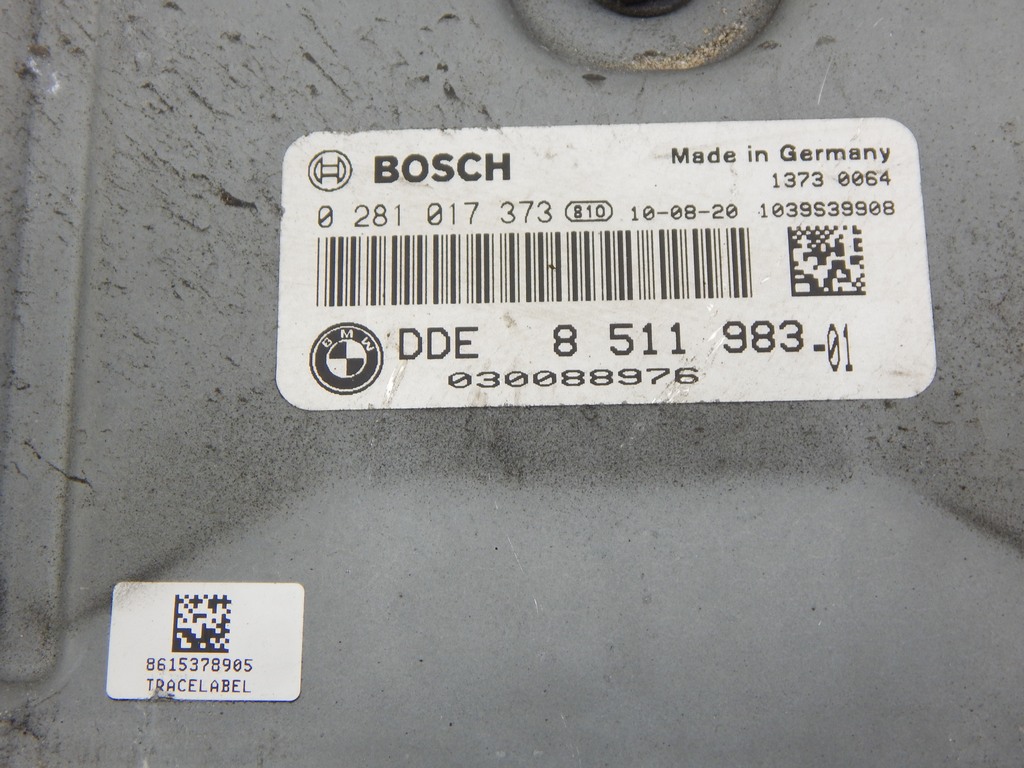 BOSCH
Made in Germany
1373 0064
0 281 017 373 810 10-08-20 1039S39908
BMW
DDE 8 511 983-01
030088976
8615378905
TRACELABEL